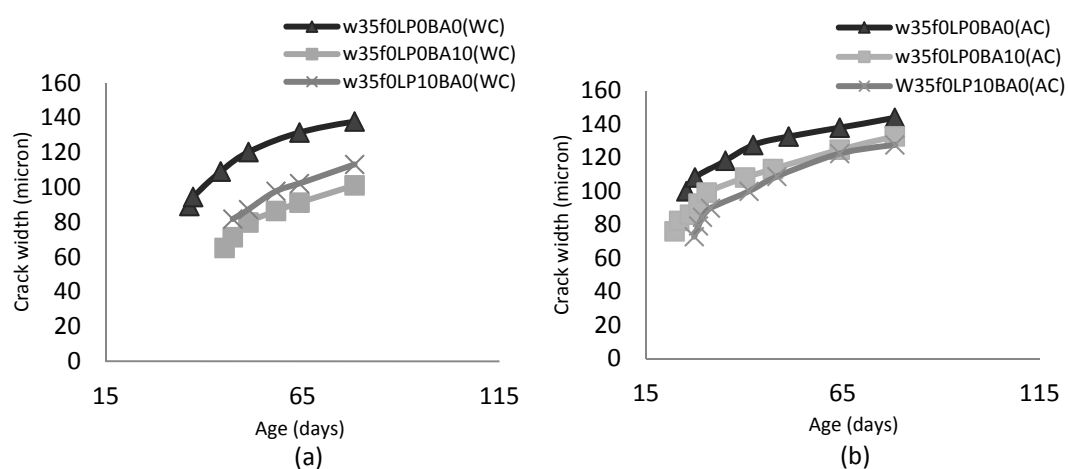 w35f0LP0BA0(WC)
w35f0LP0BA10(WC)
w35f0LP10BA0(WC)
160
140
120
100
80
60
40
20
0
Crack width (micron)
15
65
115
Age (days)
(a)
w35f0LP0BA0(AC)
w35f0LP0BA10(AC)
W35f0LP10BA0(AC)
160
140
120
100
80
60
40
20
0
Crack width (micron)
15
65
115
Age (days)
(b)